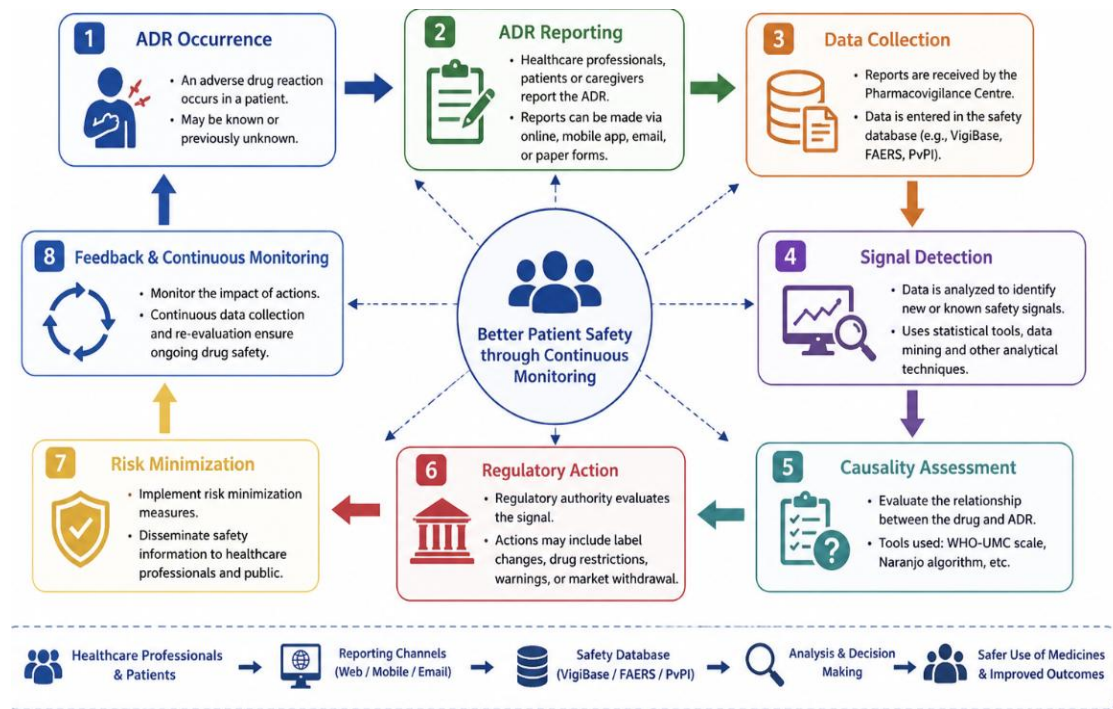 1
ADR Occurrence
• An adverse drug reaction
occurs in a patient.
• May be known or
previously unknown.
2
ADR Reporting
• Healthcare professionals,
patients or caregivers
report the ADR.
• Reports can be made via
online, mobile app, email,
or paper forms.
3
Data Collection
• Reports are received by the
Pharmacovigilance Centre.
• Data is entered in the safety
database (e.g., VigiBase,
FAERS, PvPI).
8
Feedback & Continuous Monitoring
• Monitor the impact of actions.
• Continuous data collection
and re-evaluation ensure
ongoing drug safety.
Better Patient Safety
through Continuous
Monitoring
4
Signal Detection
• Data is analyzed to identify
new or known safety signals.
• Uses statistical tools, data
mining and other analytical
techniques.
7
Risk Minimization
• Implement risk minimization
measures.
• Disseminate safety
information to healthcare
professionals and public.
6
Regulatory Action
• Regulatory authority evaluates
the signal.
• Actions may include label
changes, drug restrictions,
warnings, or market withdrawal.
5
Causality Assessment
• Evaluate the relationship
between the drug and ADR.
• Tools used: WHO-UMC scale,
Naranjo algorithm, etc.
?
Healthcare Professionals
& Patients
Reporting Channels
(Web / Mobile / Email)
Safety Database
(VigiBase / FAERS / PvPI)
Analysis & Decision
Making
Safer Use of Medicines
& Improved Outcomes